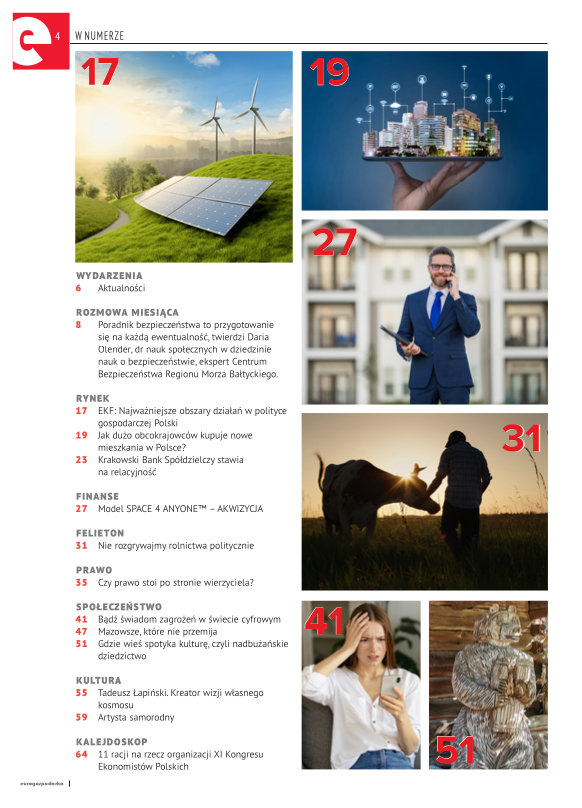 e 4 W NUMERZE
17
19
27
31
41
51
WYDARZENIA
6 Aktualności
ROZMOWA MIESIĄCA
8 Poradnik bezpieczeństwa to przygotowanie
się na każdą ewentualność, twierdzi Daria
Olender, dr nauk społecznych w dziedzinie
nauk o bezpieczeństwie, ekspert Centrum
Bezpieczeństwa Regionu Morza Bałtyckiego.
RYNEK
17 EKF: Najważniejsze obszary działań w polityce
gospodarczej Polski
19 Jak dużo obcokrajowców kupuje nowe
mieszkania w Polsce?
23 Krakowski Bank Spółdzielczy stawia
na relacyjność
FINANSE
27 Model SPACE 4 ANYONE™ – AKWIZYCJA
FELIETON
31 Nie rozgrywajmy rolnictwa politycznie
PRAWO
35 Czy prawo stoi po stronie wierzyciela?
SPOŁECZEŃSTWO
41 Bądź świadom zagrożeń w świecie cyfrowym
47 Mazowsze, które nie przemija
51 Gdzie wieś spotyka kulturę, czyli nadbużańskie
dziedzictwo
KULTURA
55 Tadeusz Łapiński. Kreator wizji własnego
kosmosu
59 Artysta samorodny
KALEJDOSKOP
64 11 racji na rzecz organizacji XI Kongresu
Ekonomistów Polskich
eurogospodarka